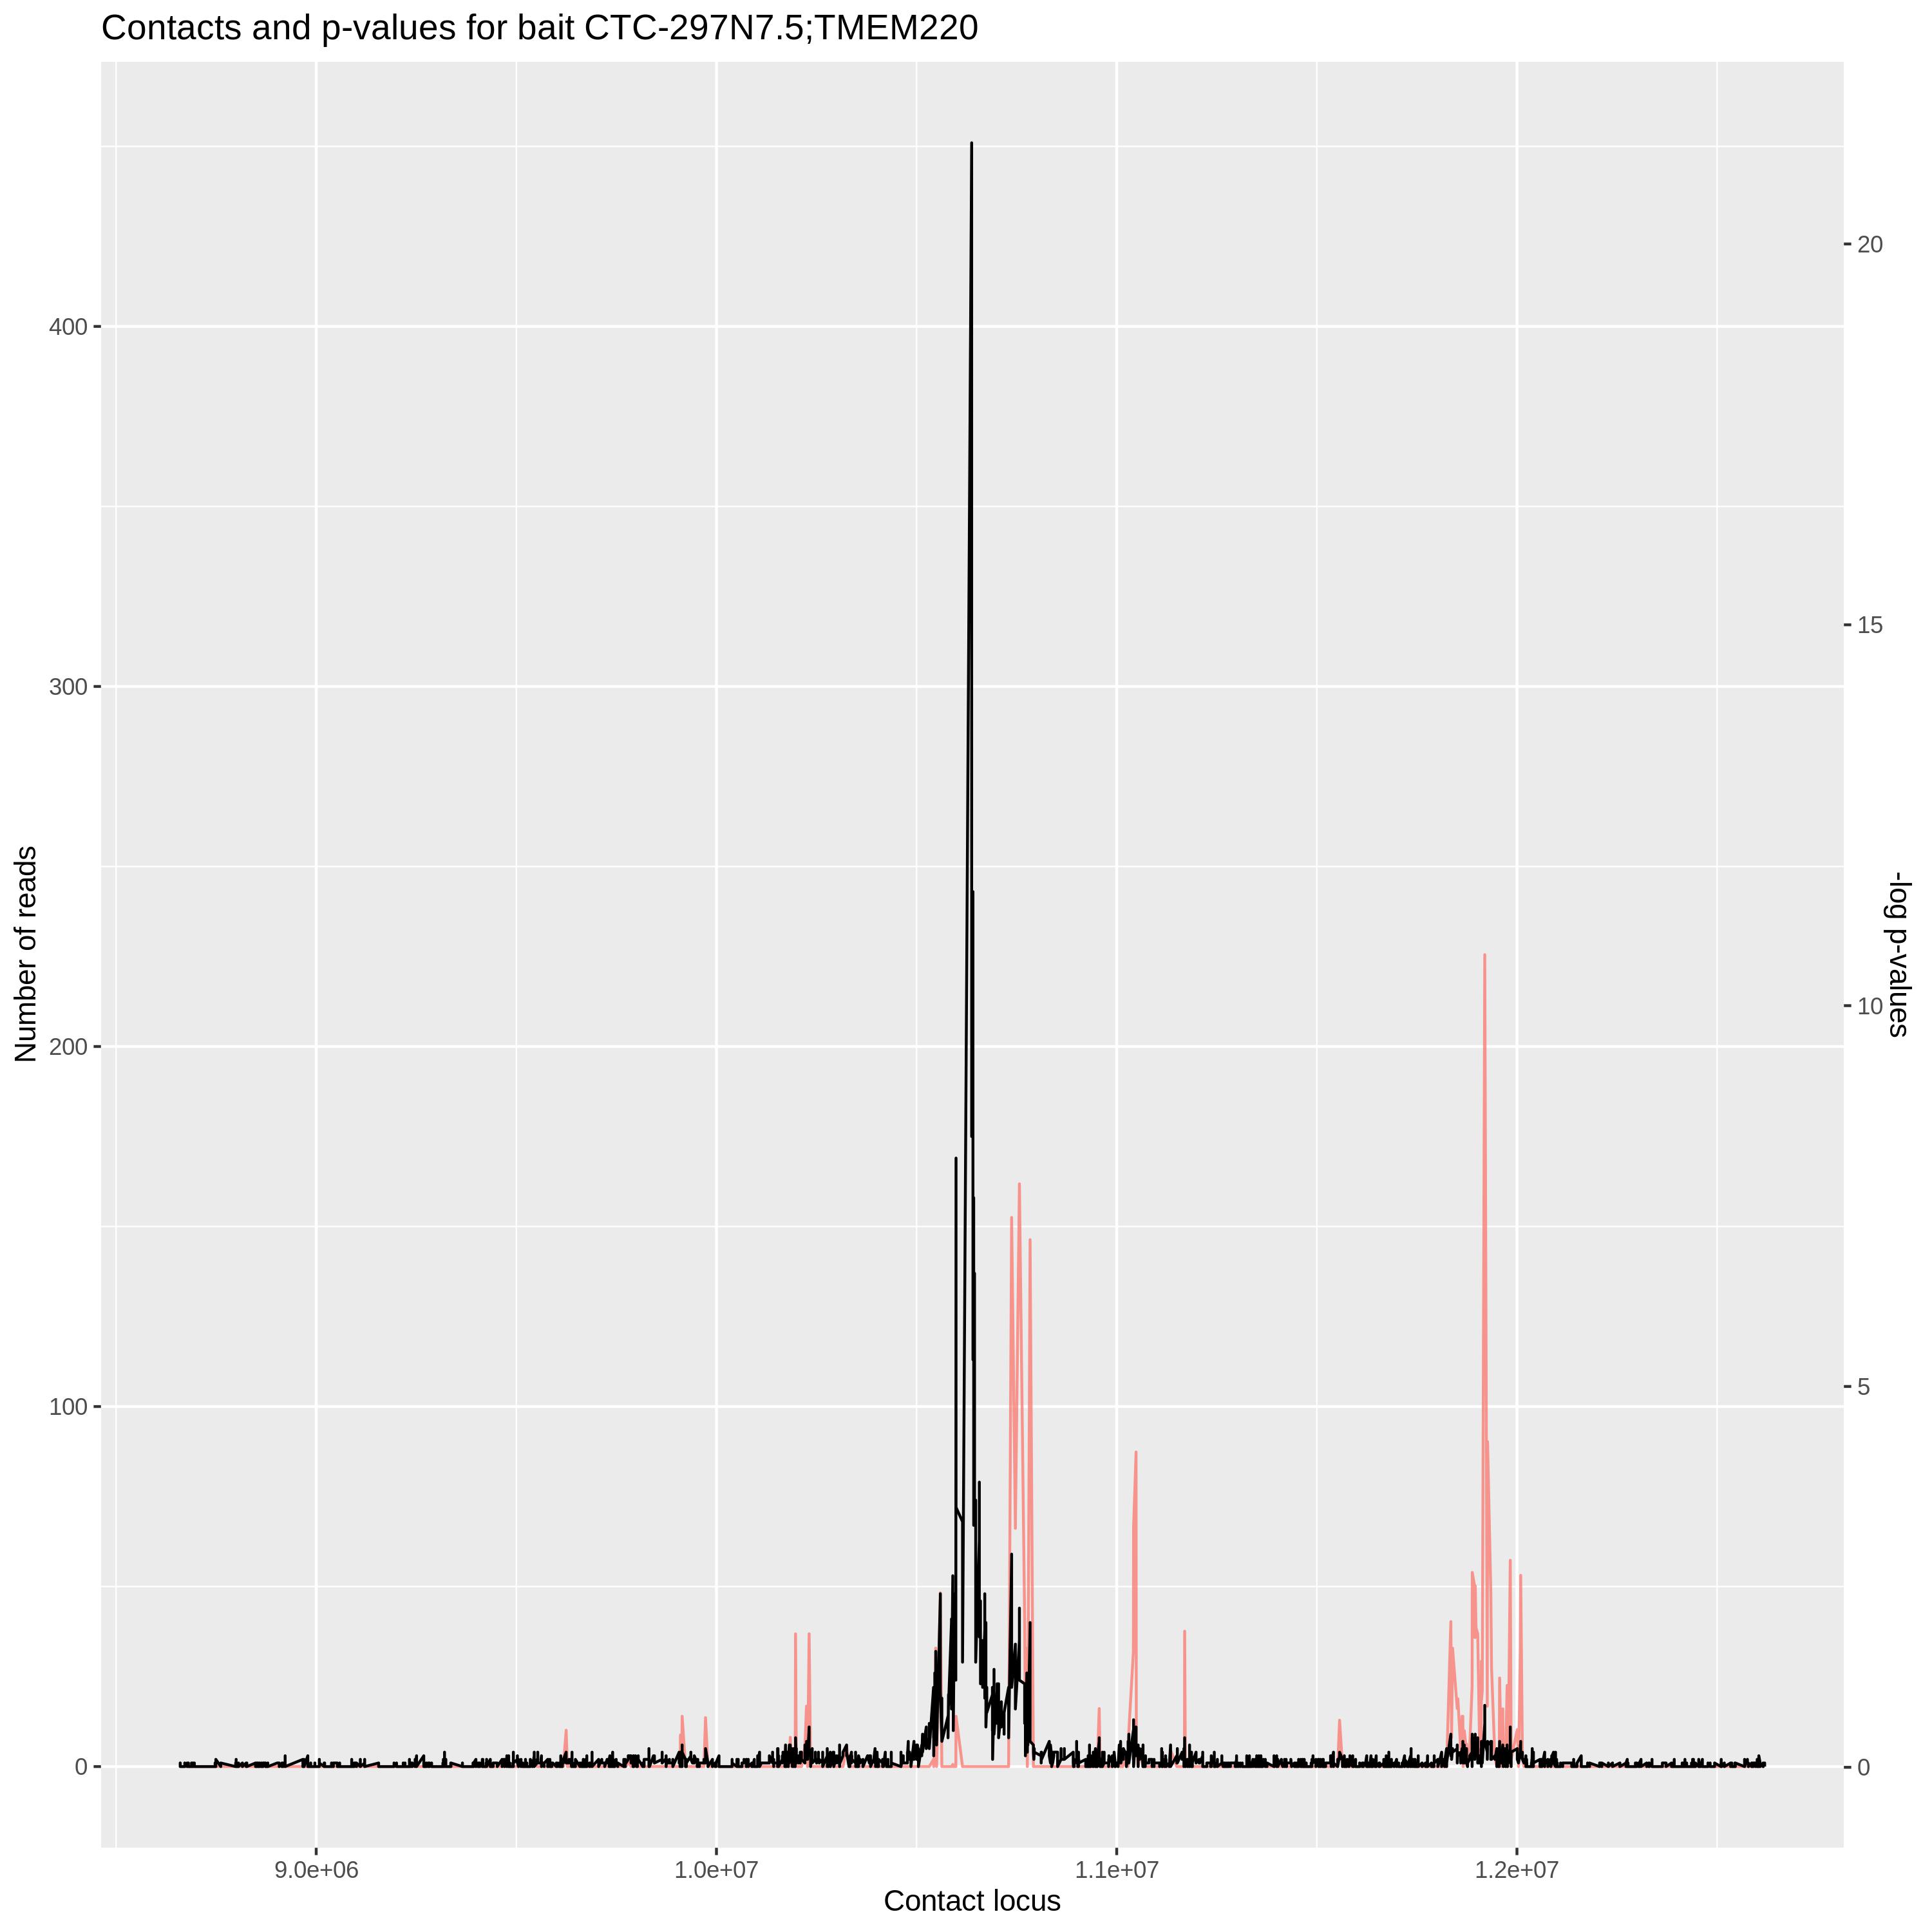 Contacts and p-values for bait CTC-297N7.5;TMEM220
Number of reads
400
300
200
100
0
20
15
10
5
0
-log p-values
9.0e+06
1.0e+07
1.1e+07
1.2e+07
Contact locus